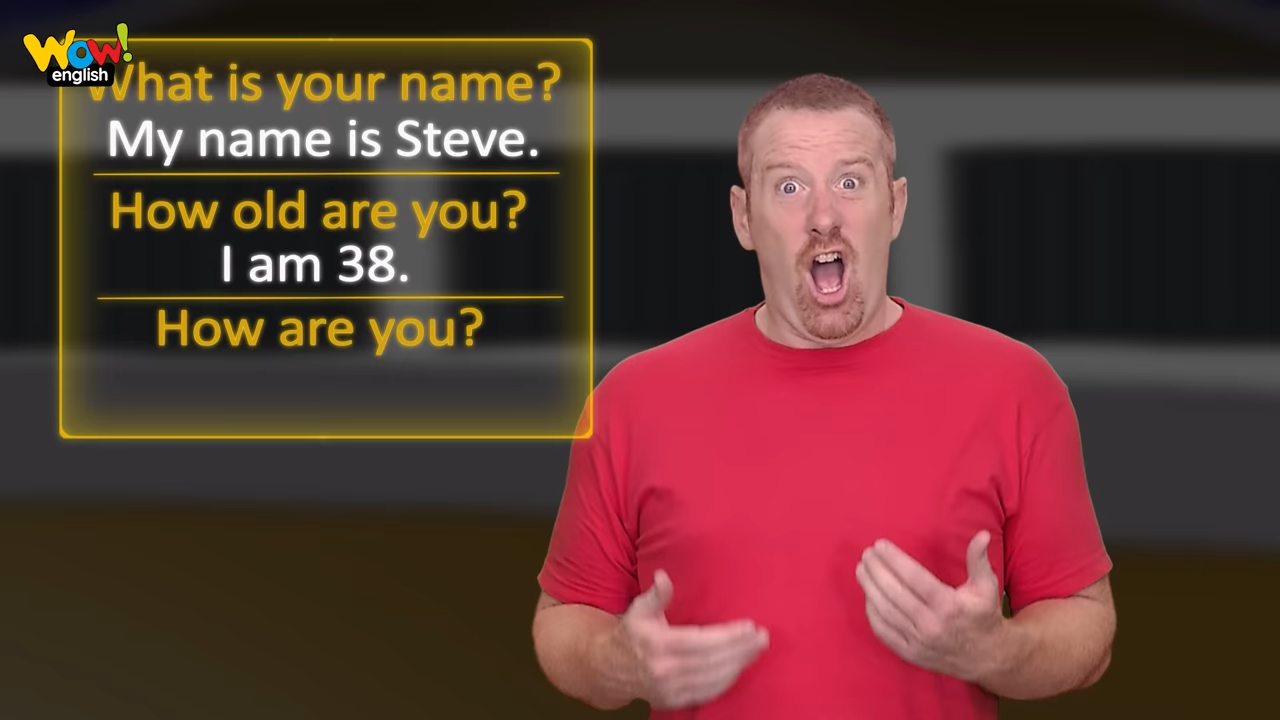 Wow!
english
What is your name?
My name is Steve.
How old are you?
I am 38.
How are you?